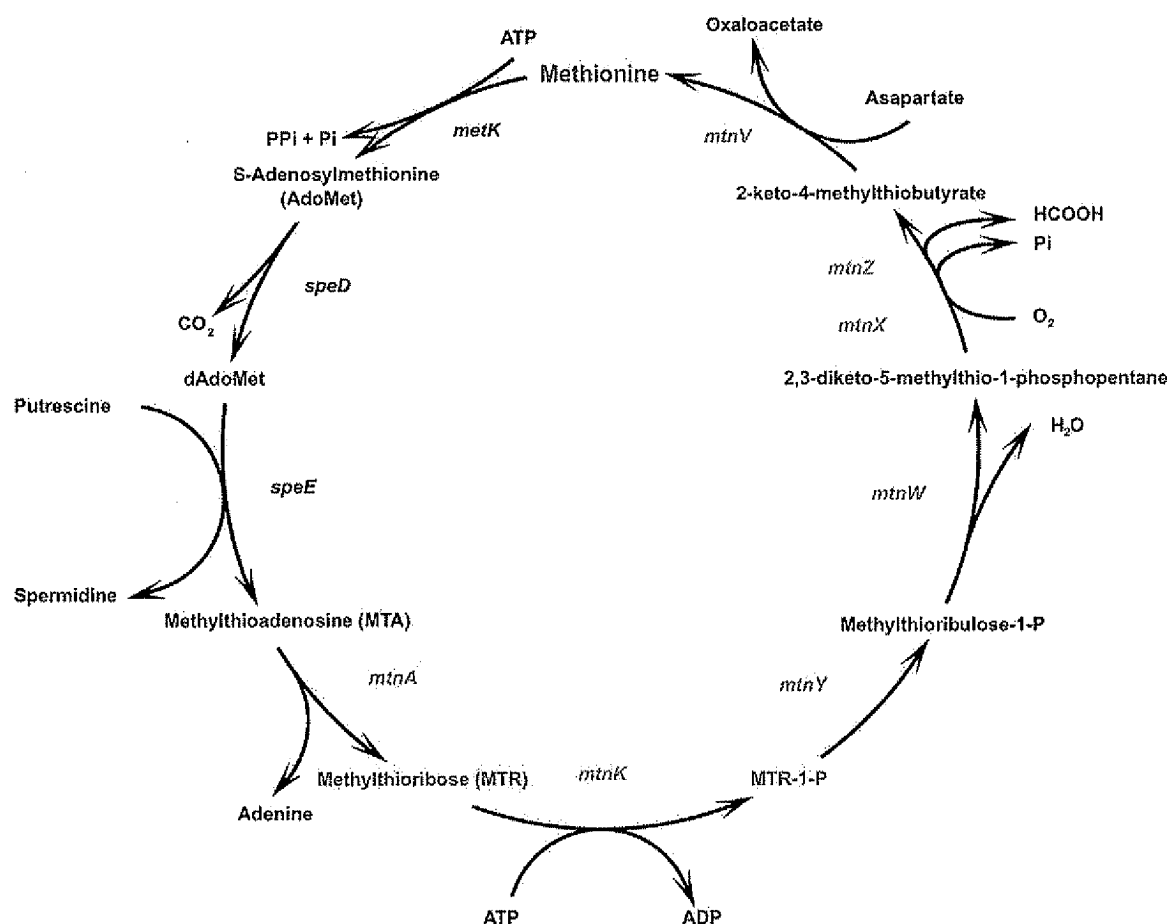 Oxaloacetate
ATP
Methionine
Asapartate
PPi + Pi
metK
mtnV
S-Adenosylmethionine
(AdoMet)
2-keto-4-methylthiobutyrate
HCOOH
Pi
mtnZ
speD
CO2
mtnX
O2
dAdoMet
2,3-diketo-5-methylthio-1-phosphopentane
Putrescine
H2O
speE
mtnW
Spermidine
Methylthioadenosine (MTA)
Methylthioribulose-1-P
mtnA
mtnY
Methylthioribose (MTR)
mtnK
MTR-1-P
Adenine
ATP
ADP